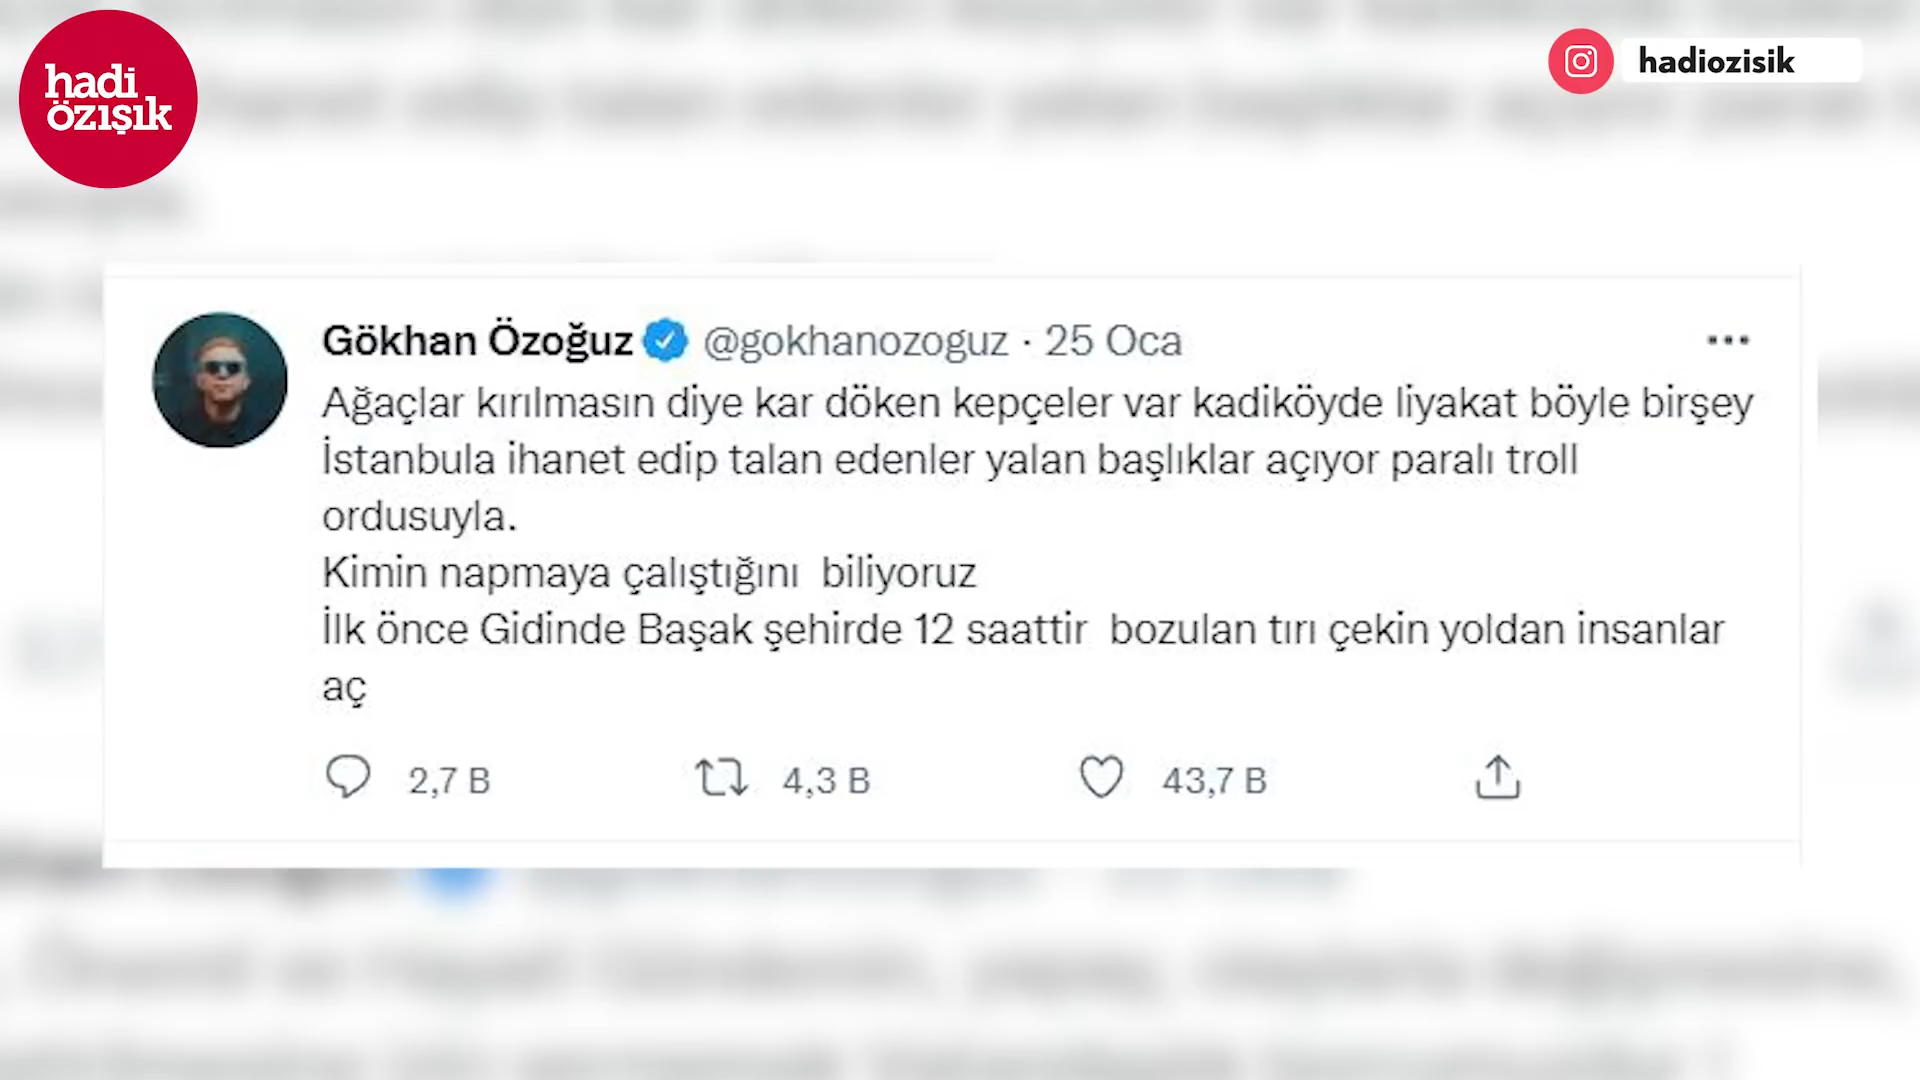 hadi
özışık
hadiozisik
Gökhan Özoğuz @gokhanozoguz · 25 Oca
Ağaçlar kırılmasın diye kar döken kepçeler var kadiköyde liyakat böyle birşey
İstanbula ihanet edip talan edenler yalan başlıklar açıyor paralı troll
ordusuyla.
Kimin napmaya çalıştığını biliyoruz
İlk önce Gidinde Başak şehirde 12 saattir bozulan tırı çekin yoldan insanlar
aç
2,7 B 4,3 B 43,7 B